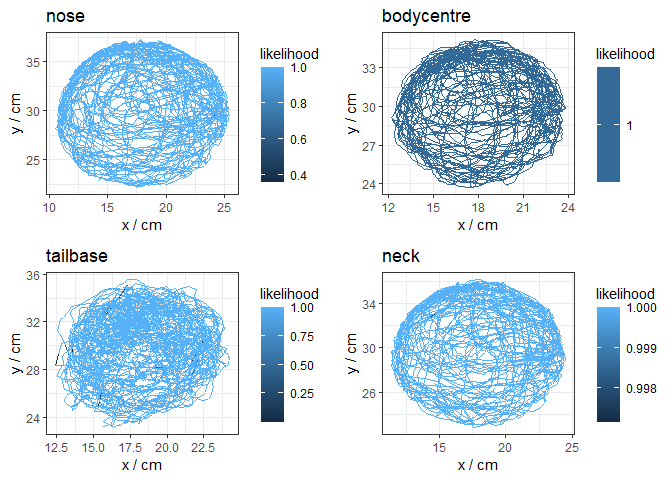 nose
35
30
25
y / cm
10
15
20
25
x / cm
likelihood
1.0
0.8
0.6
0.4
bodycentre
33
30
27
24
y / cm
12
15
18
21
24
x / cm
likelihood
1
tailbase
36
32
28
24
y / cm
12.5
15.0
17.5
20.0
22.5
x / cm
likelihood
1.00
0.75
0.50
0.25
neck
34
30
26
y / cm
15
20
25
x / cm
likelihood
1.000
0.999
0.998